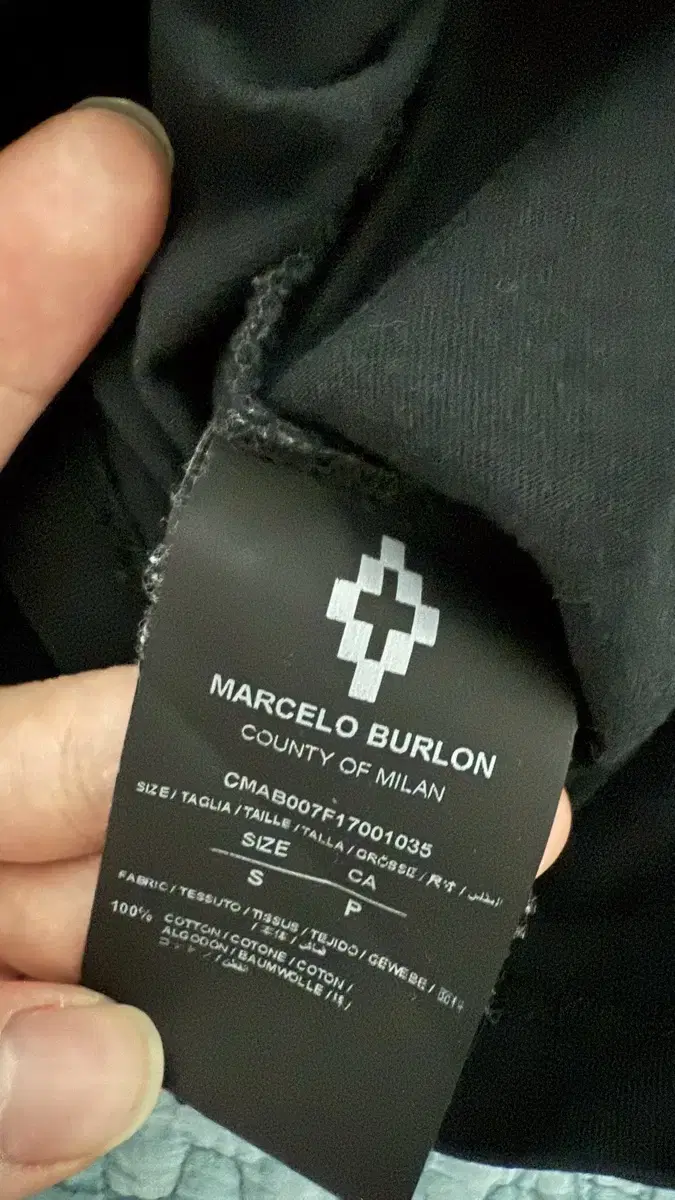 MARCELO BURLON
COUNTY OF MILAN
CMAB007F17001035
SIZE / TAGLIA / TAILLE / TALLA / GRÖSSE /
SIZE CA
S P
FABRIC / TESSUTO / TISSUS / TEJIDO / GEWEBE /
100% COTTON / COTONE / COTON /
ALGODON / BAUMWOLLE /